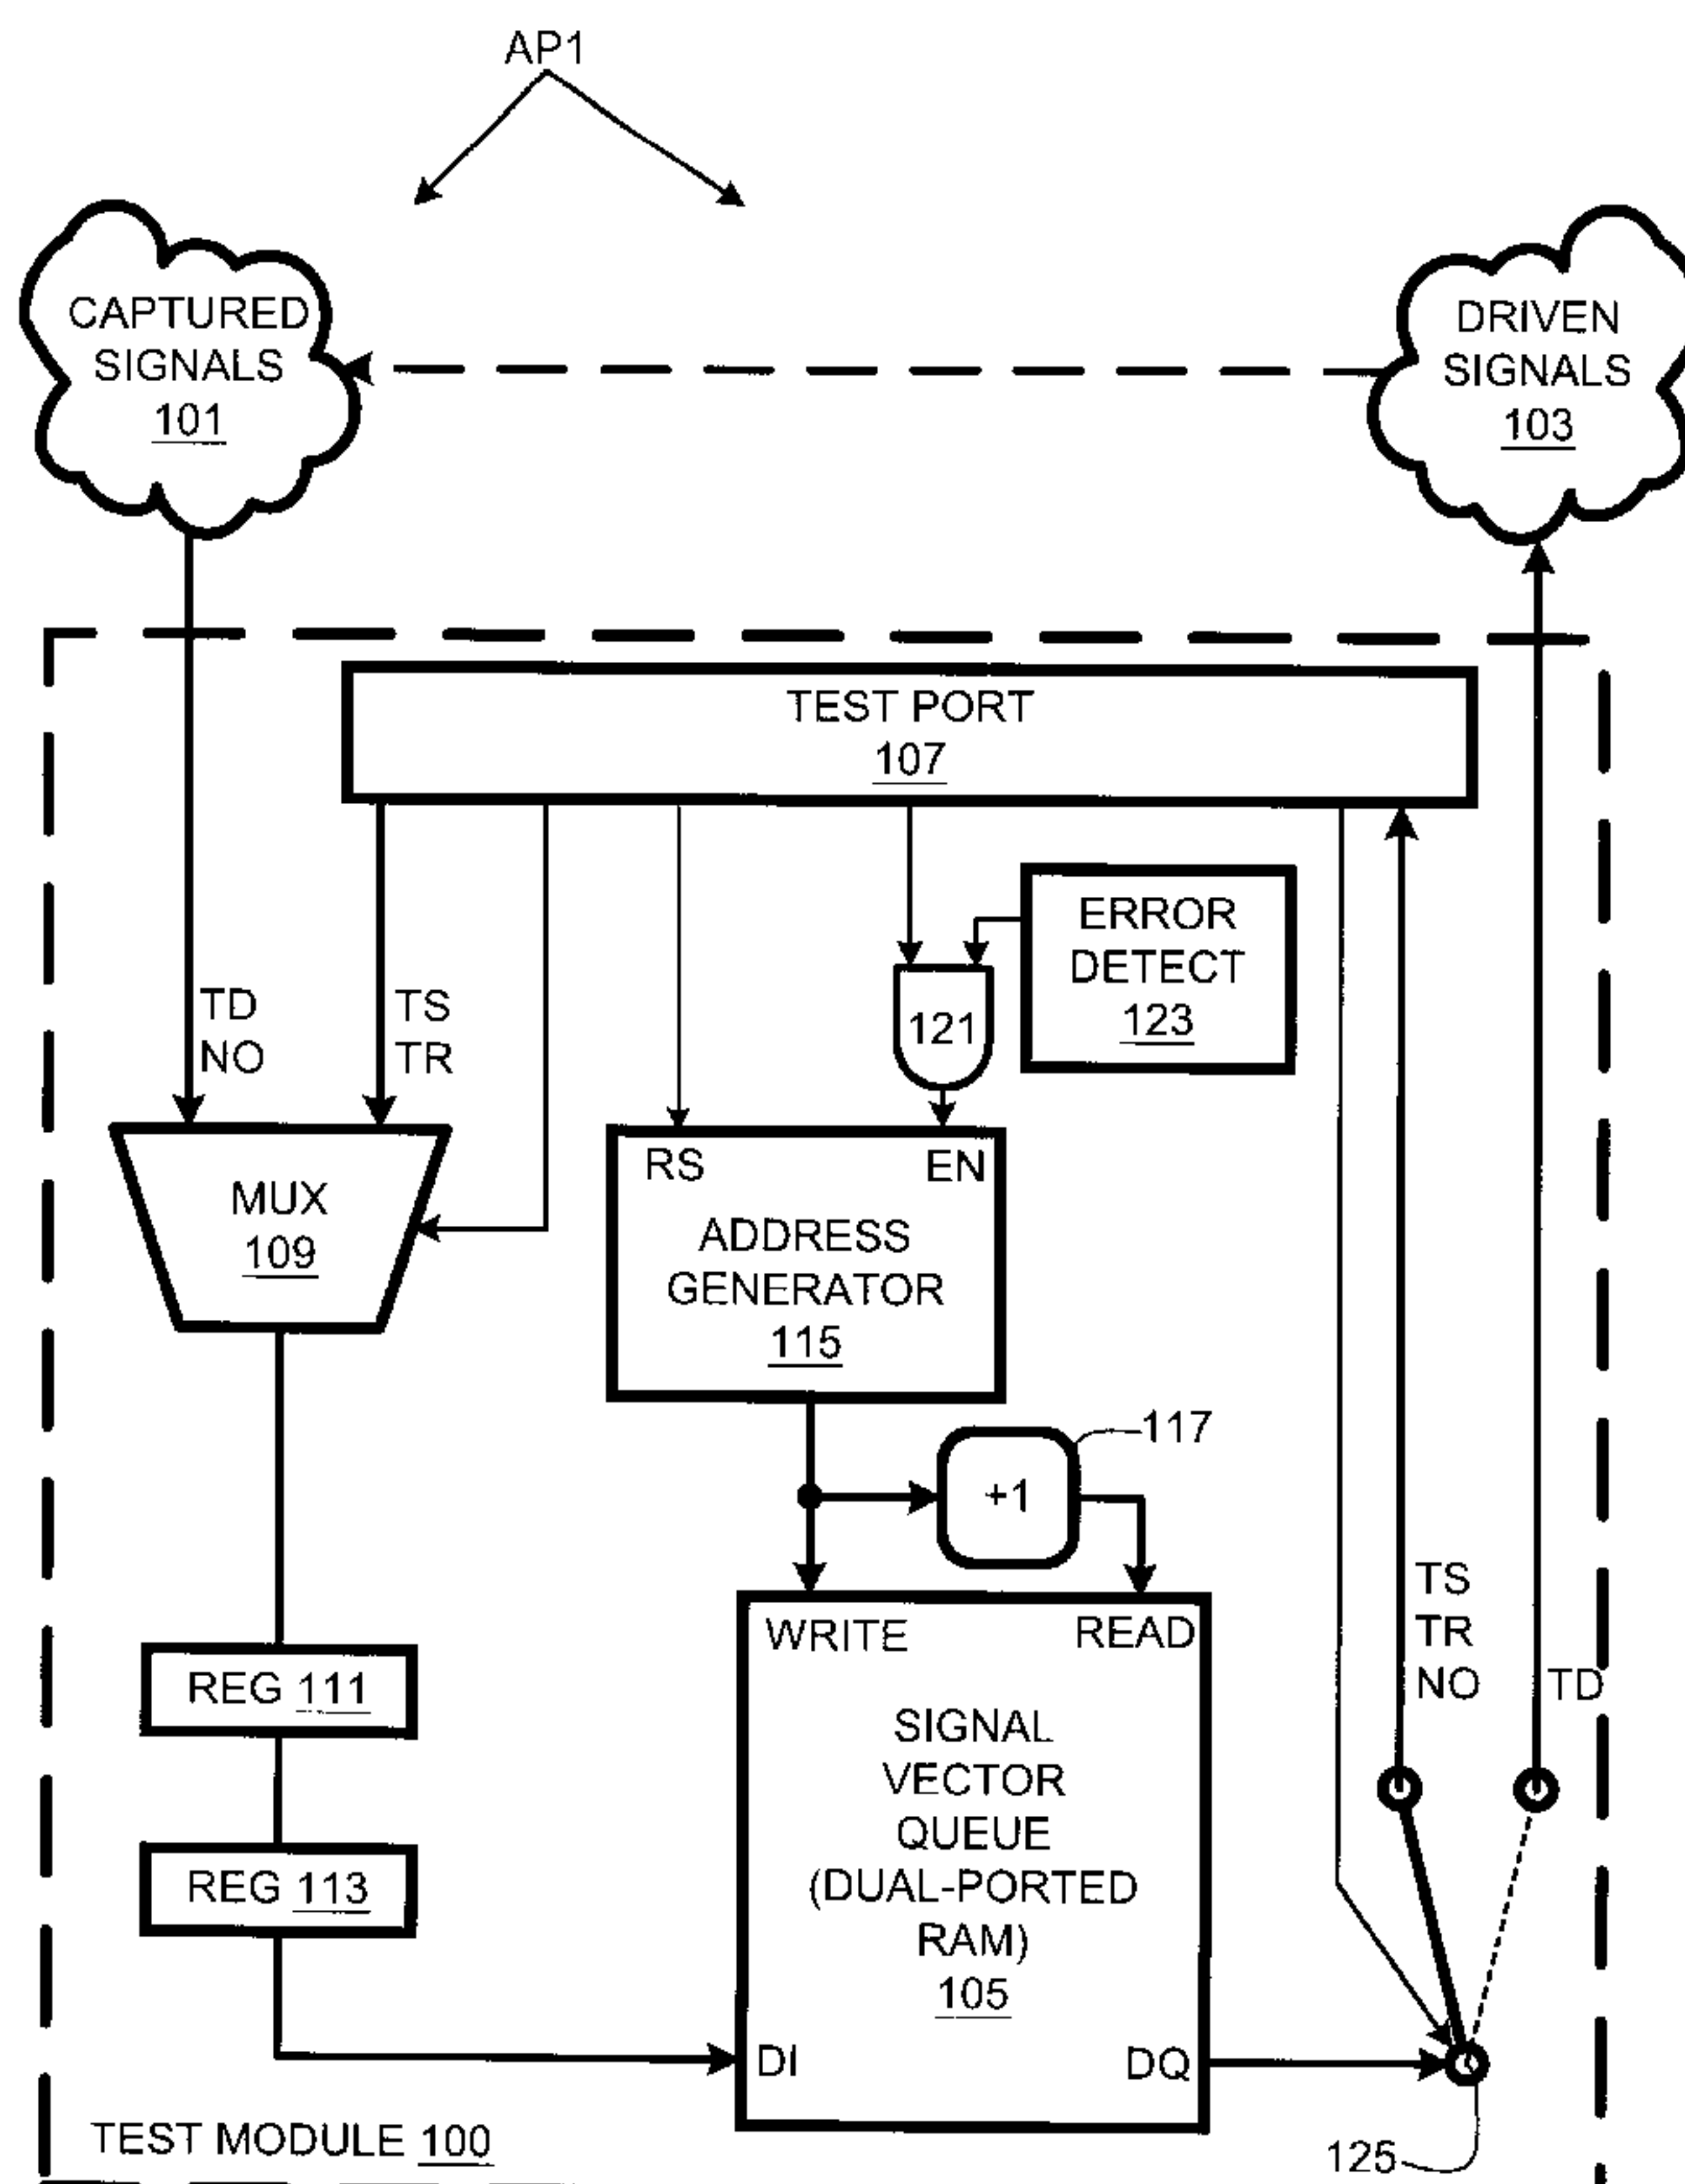 AP1
CAPTURED
SIGNALS
101
DRIVEN
SIGNALS
103
TEST PORT
107
ERROR
DETECT
123
TD
NO
TS
TR
121
MUX
109
RS
EN
ADDRESS
GENERATOR
115
117
+1
TS
TR
NO
TD
WRITE
READ
REG 111
SIGNAL
VECTOR
QUEUE
(DUAL-PORTED
RAM)
105
REG 113
DI
DQ
TEST MODULE 100
125